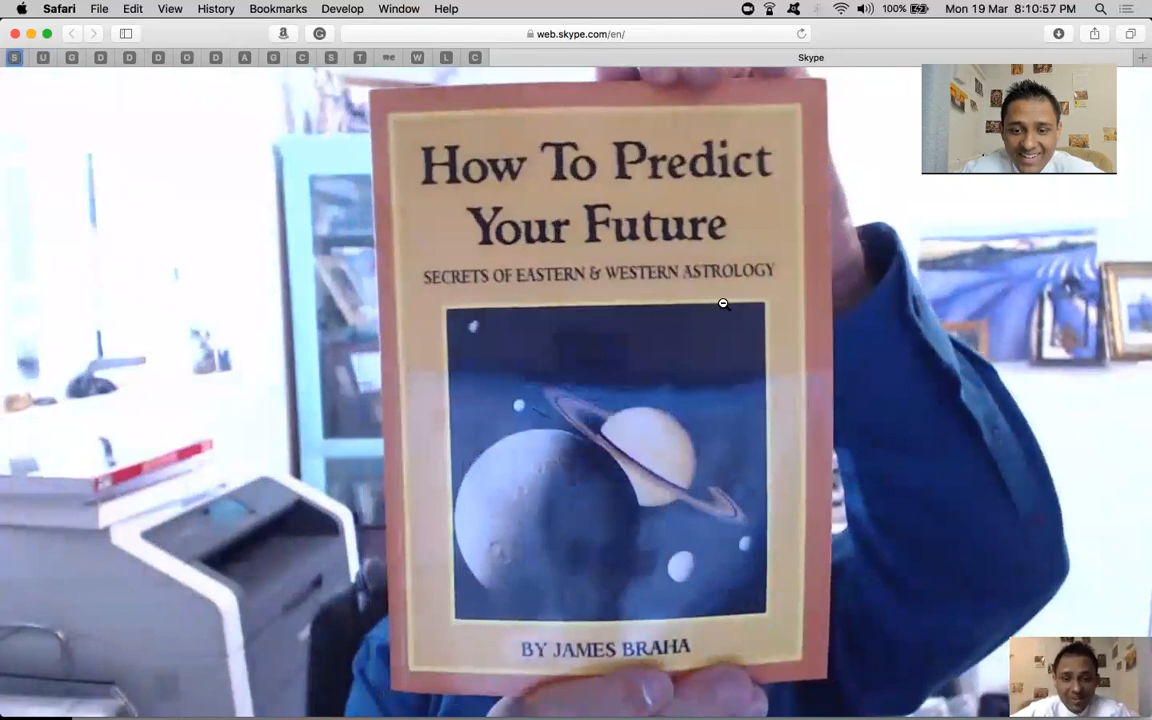 Safari File Edit View History Bookmarks Develop Window Help 100% Mon 19 Mar 8:10:57 PM
web.skype.com/en/
S U G D D D O D A G C S T W L C Skype
How To Predict
Your Future
SECRETS OF EASTERN & WESTERN ASTROLOGY
BY JAMES BRAHA